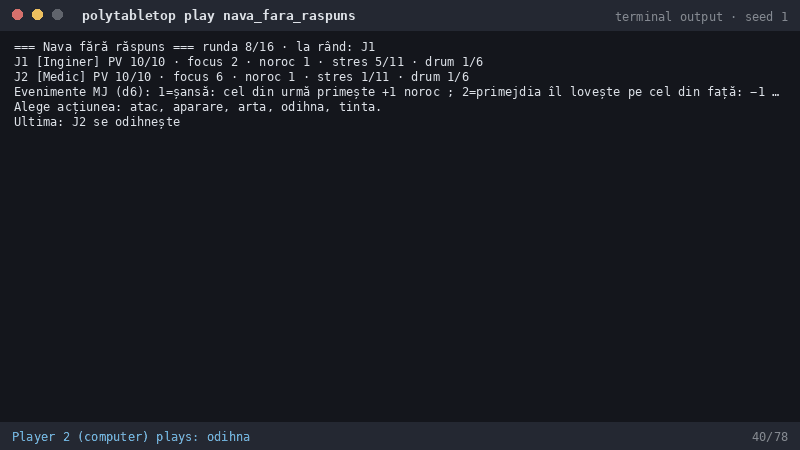 polytabletop play nava_fara_raspuns
terminal output · seed 1
=== Nava fără răspuns === runda 8/16 · la rând: J1
J1 [Inginer] PV 10/10 · focus 2 · noroc 1 · stres 5/11 · drum 1/6
J2 [Medic] PV 10/10 · focus 6 · noroc 1 · stres 1/11 · drum 1/6
Evenimente MJ (d6): 1=șansă: cel din urmă primește +1 noroc ; 2=primejdia îl lovește pe cel din față: −1 …
Alege acțiunea: atac, aparare, arta, odihna, tinta.
Ultima: J2 se odihnește
Player 2 (computer) plays: odihna
40/78